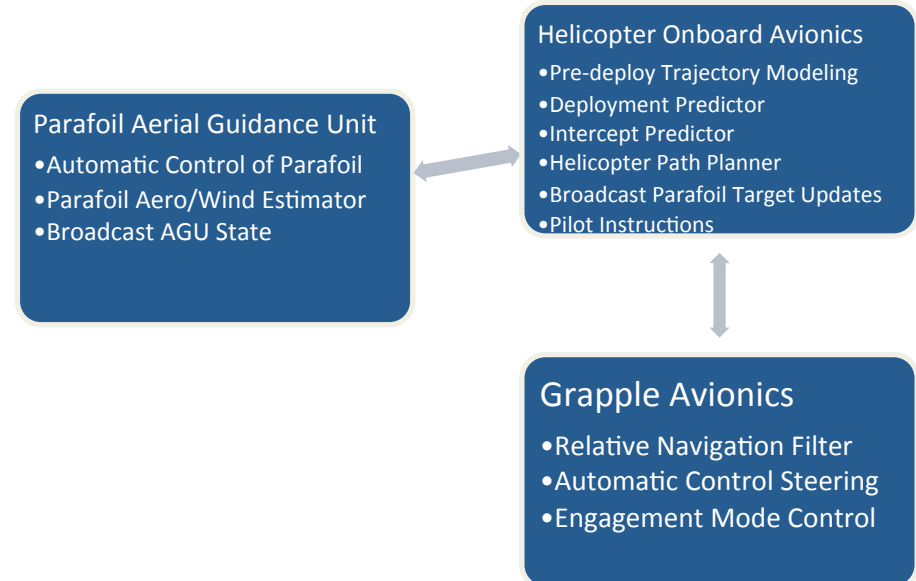 Parafoil Aerial Guidance Unit
•Automatic Control of Parafoil
•Parafoil Aero/Wind Estimator
•Broadcast AGU State
Helicopter Onboard Avionics
•Pre-deploy Trajectory Modeling
•Deployment Predictor
•Intercept Predictor
•Helicopter Path Planner
•Broadcast Parafoil Target Updates
•Pilot Instructions
Grapple Avionics
•Relative Navigation Filter
•Automatic Control Steering
•Engagement Mode Control